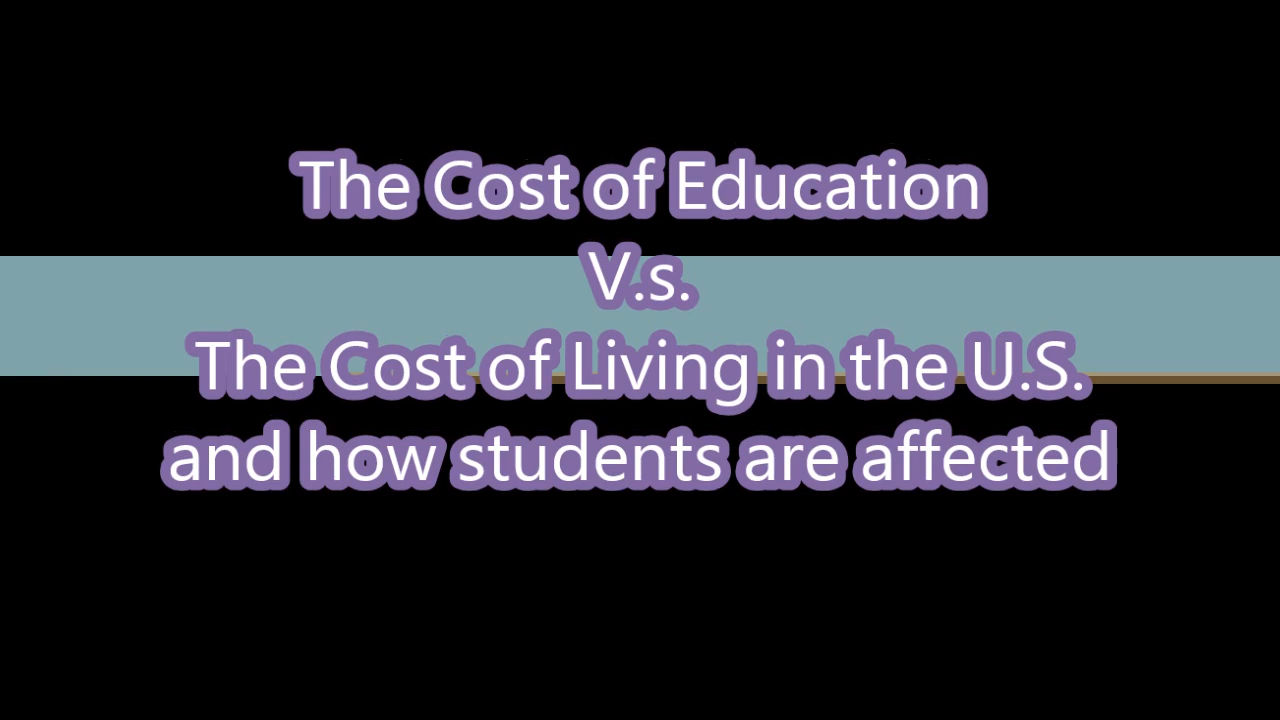 The Cost of Education
V.s.
The Cost of Living in the U.S.
and how students are affected